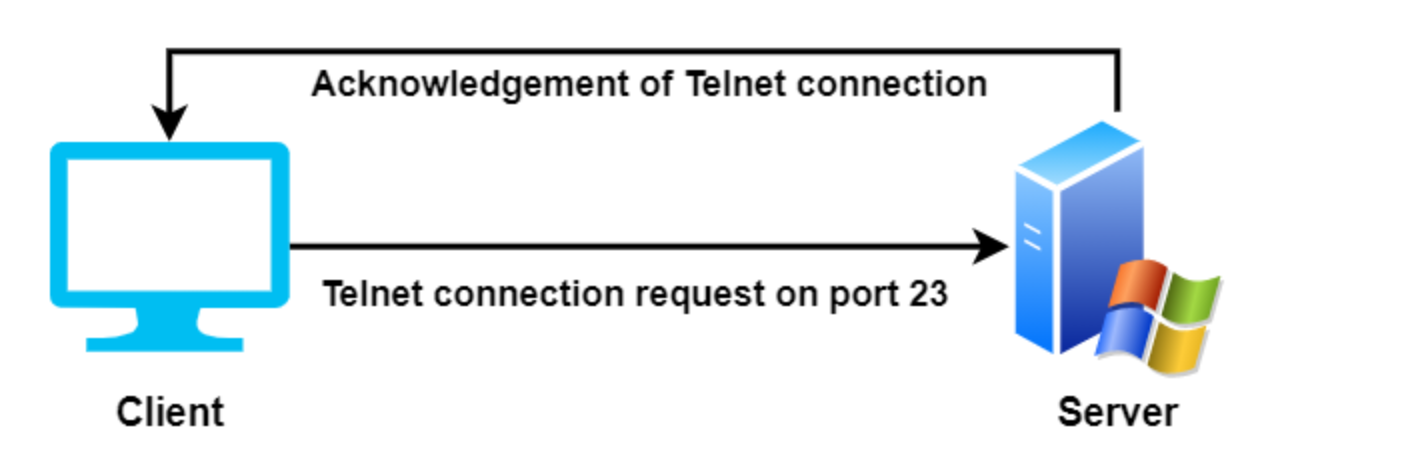 Acknowledgement of Telnet connection
Telnet connection request on port 23
Client
Server